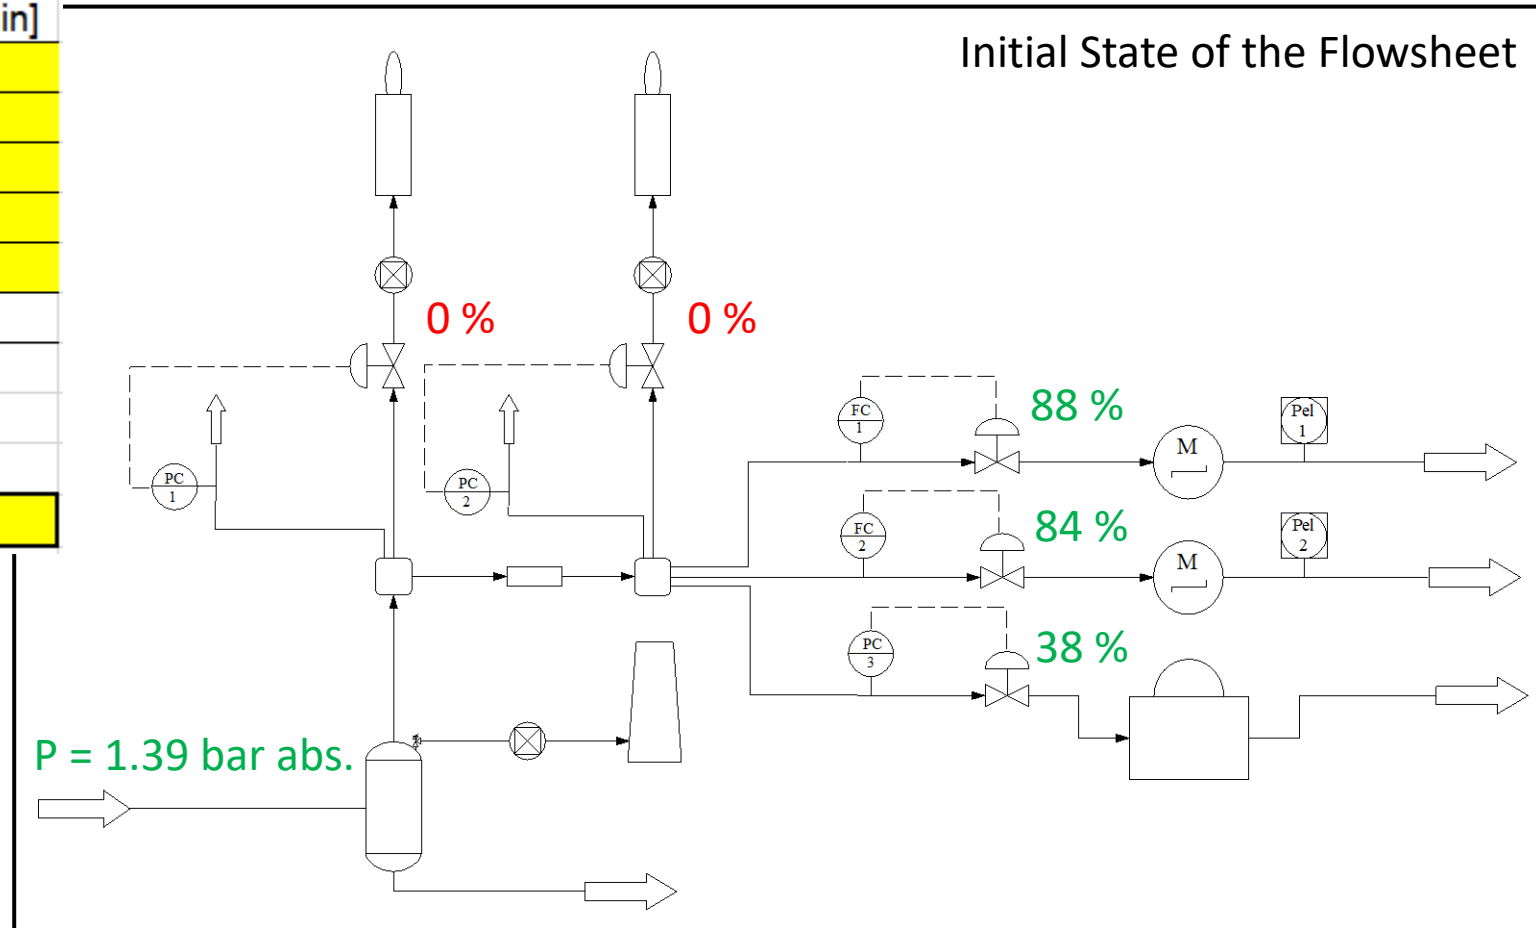 in]
Initial State of the Flowsheet
0 %
0 %
PC
1
PC
2
FC
1
88 %
M
Pel
1
FC
2
84 %
M
Pel
2
PC
3
38 %
P = 1.39 bar abs.